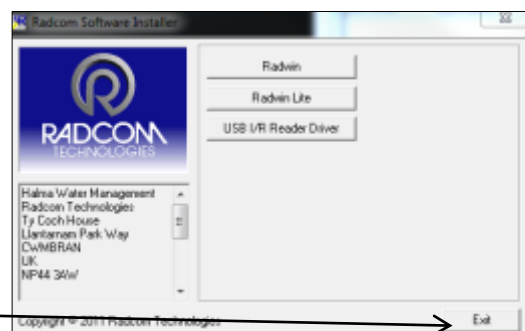 Radcom Software Installer
Radwin
Radwin Lite
USB I/R Reader Driver
RADCOM
TECHNOLOGIES
Halma Water Management
Radcom Technologies
Ty Coch House
Llantarnam Park Way
CWMBRAN
UK
NP44 3AW
Copyright © 2011 Radcom Technologies
Exit